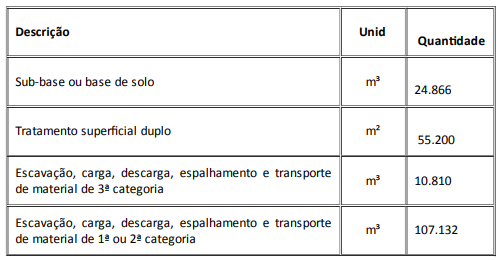 Descrição Unid Quantidade
Sub-base ou base de solo m³ 24.866
Tratamento superficial duplo m² 55.200
Escavação, carga, descarga, espalhamento e transporte
de material de 3ª categoria m³ 10.810
Escavação, carga, descarga, espalhamento e transporte
de material de 1ª ou 2ª categoria m³ 107.132